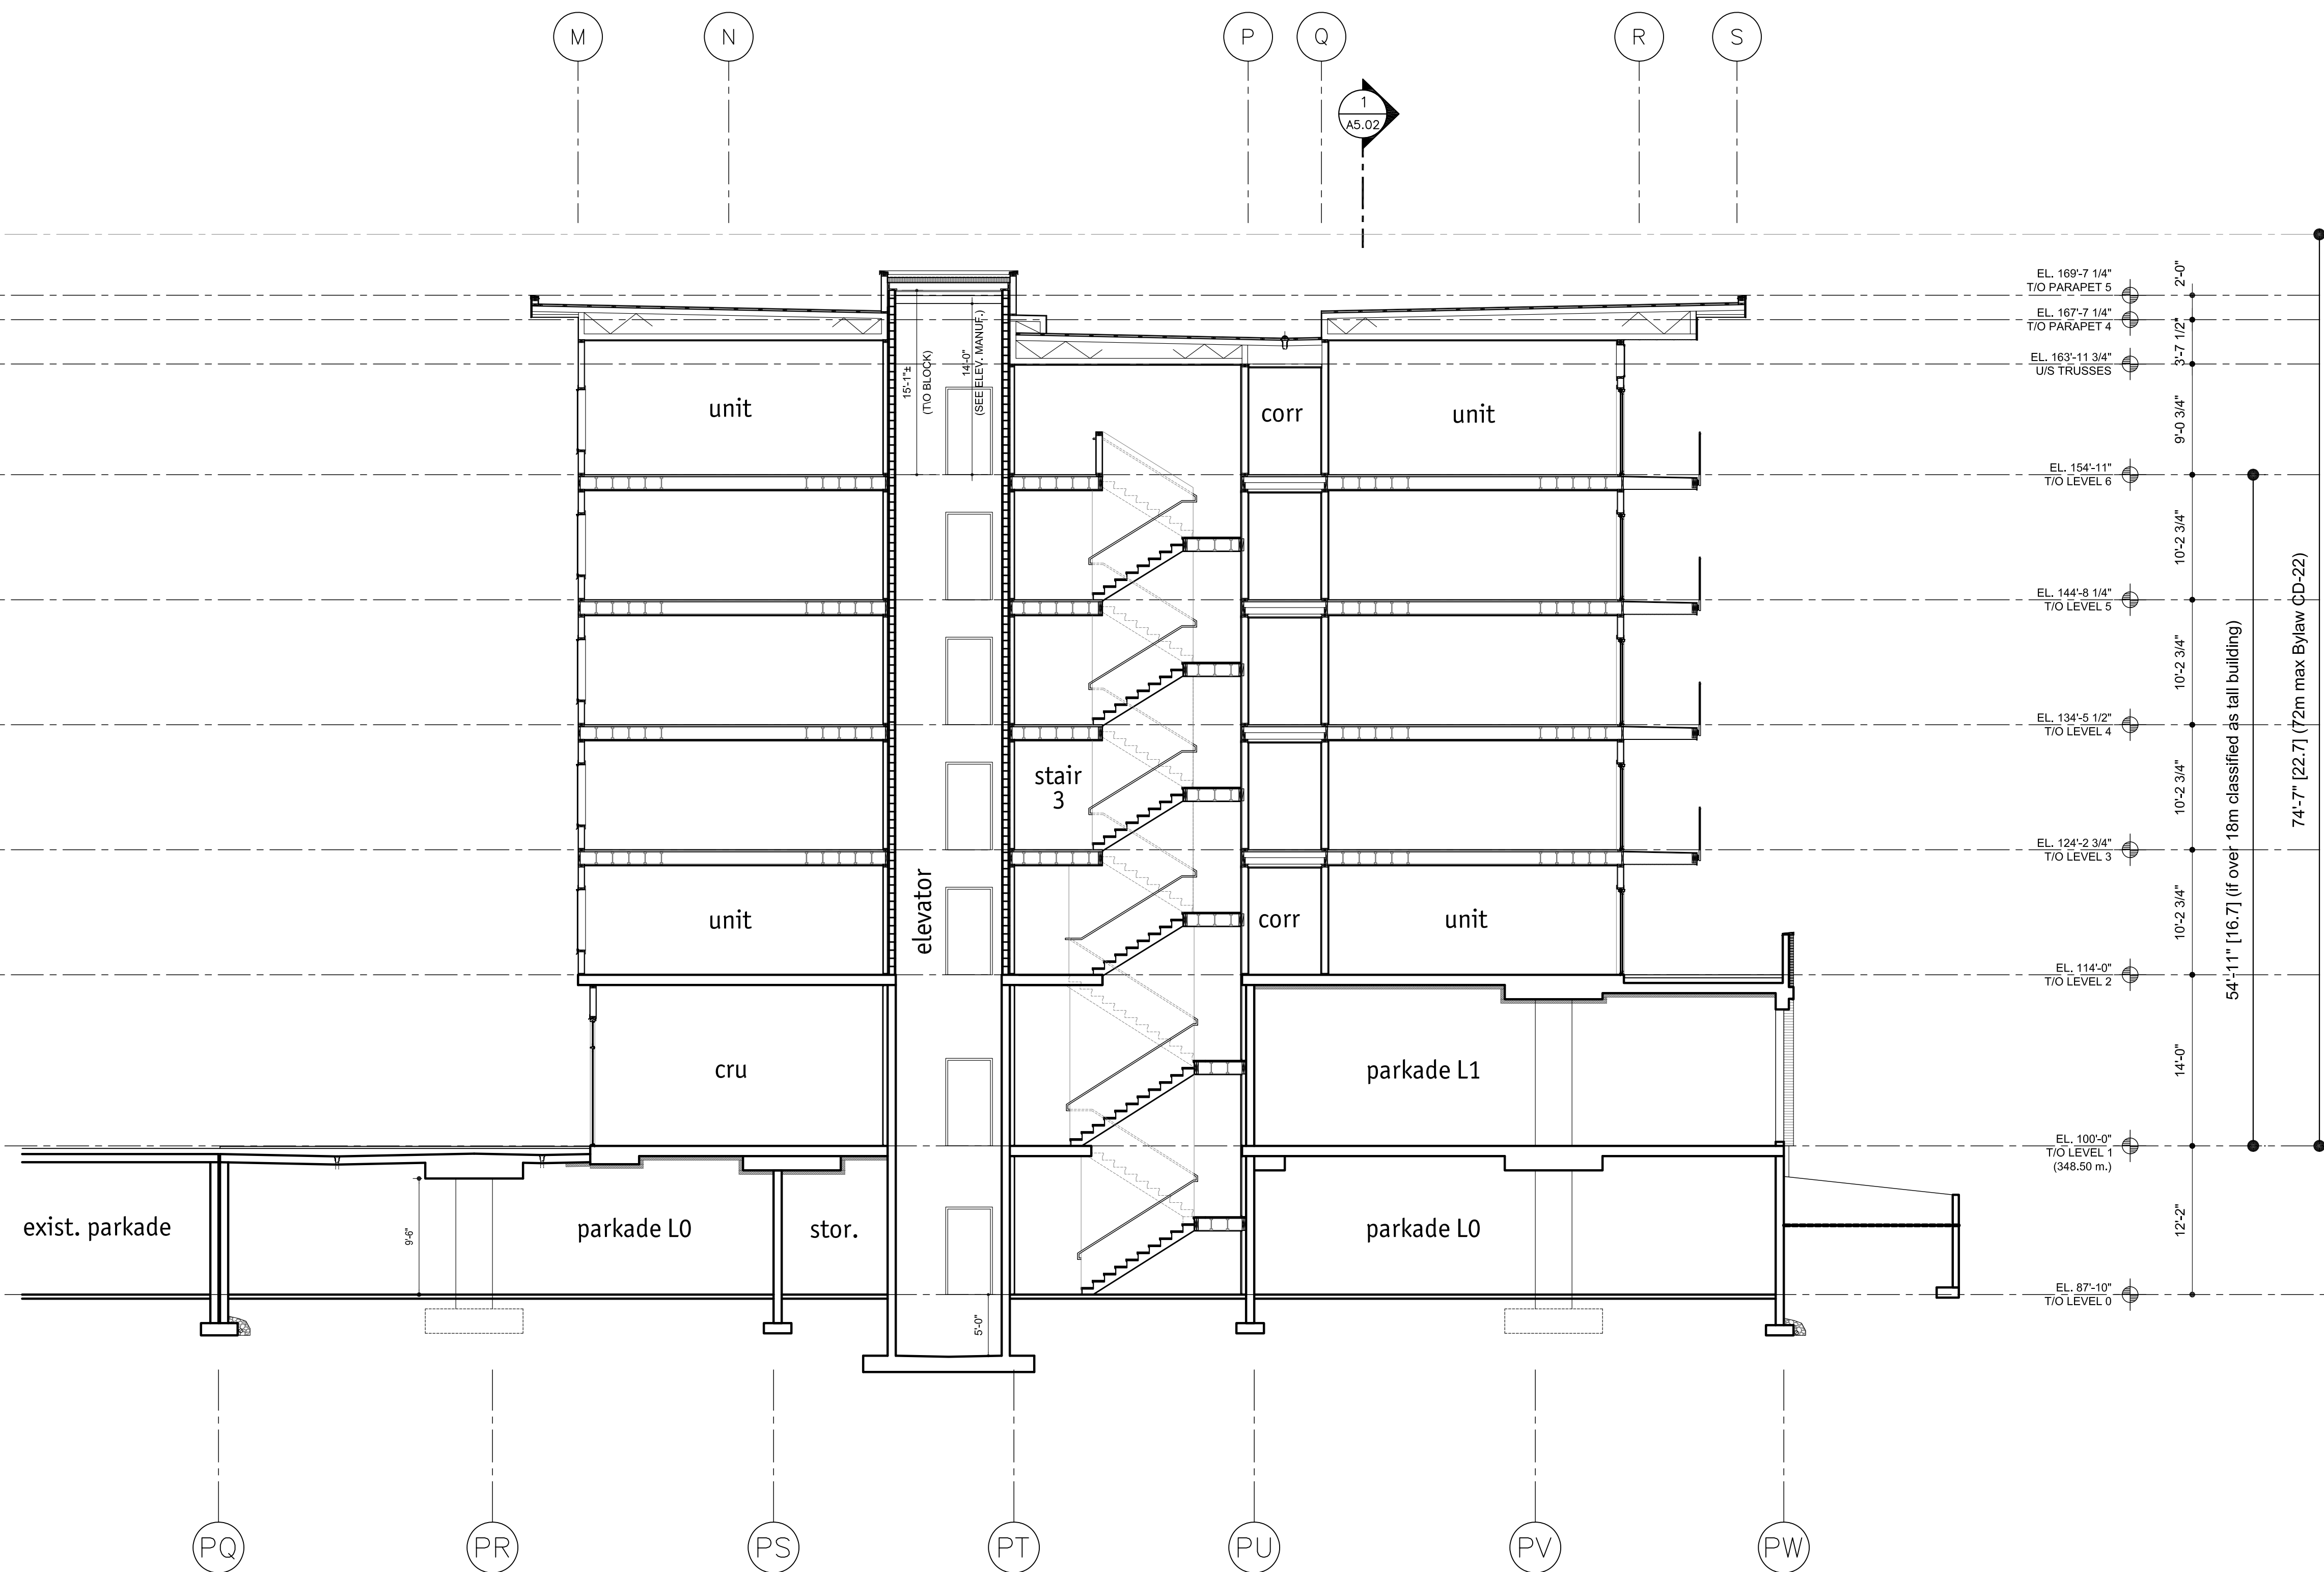 M
N
P
Q
R
S
1
A5.02
EL. 169'-7 1/4"
T/O PARAPET 5
2'-0"
EL. 167'-7 1/4"
T/O PARAPET 4
3'-7 1/2"
EL. 163'-11 3/4"
U/S TRUSSES
15'-1"±
(T\O BLOCK)
14'-0"
(SEE ELEV. MANUF.)
unit
corr
unit
9'-0 3/4"
EL. 154'-11"
T/O LEVEL 6
10'-2 3/4"
74'-7" [22.7] (72m max Bylaw CD-22)
EL. 144'-8 1/4"
T/O LEVEL 5
10'-2 3/4"
54'-11" [16.7] (if over 18m classified as tall building)
EL. 134'-5 1/2"
T/O LEVEL 4
stair
3
10'-2 3/4"
EL. 124'-2 3/4"
T/O LEVEL 3
unit
elevator
corr
unit
10'-2 3/4"
EL. 114'-0"
T/O LEVEL 2
cru
parkade L1
14'-0"
EL. 100'-0"
T/O LEVEL 1
(348.50 m.)
exist. parkade
9'-6"
parkade L0
stor.
parkade L0
12'-2"
EL. 87'-10"
T/O LEVEL 0
5'-0"
PQ
PR
PS
PT
PU
PV
PW